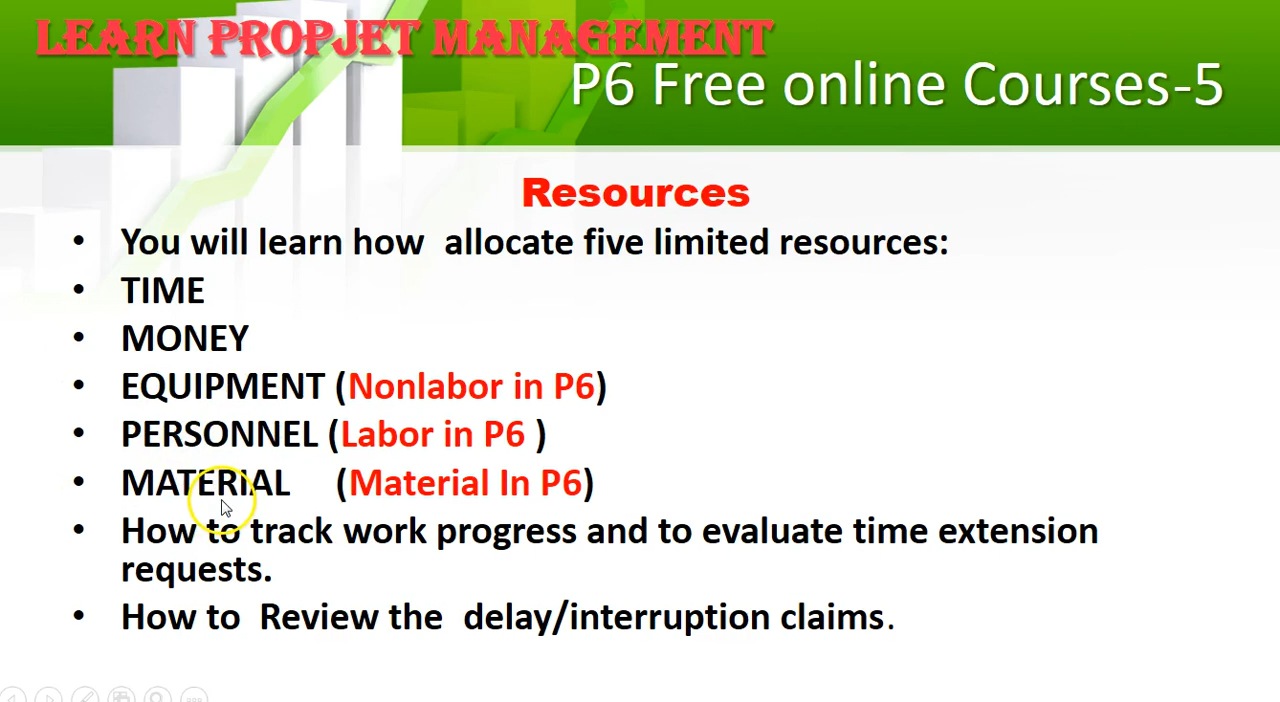 LEARN PROPJET MANAGEMENT
P6 Free online Courses-5
Resources
• You will learn how allocate five limited resources:
• TIME
• MONEY
• EQUIPMENT (Nonlabor in P6)
• PERSONNEL (Labor in P6 )
• MATERIAL (Material In P6)
• How to track work progress and to evaluate time extension
requests.
• How to Review the delay/interruption claims.